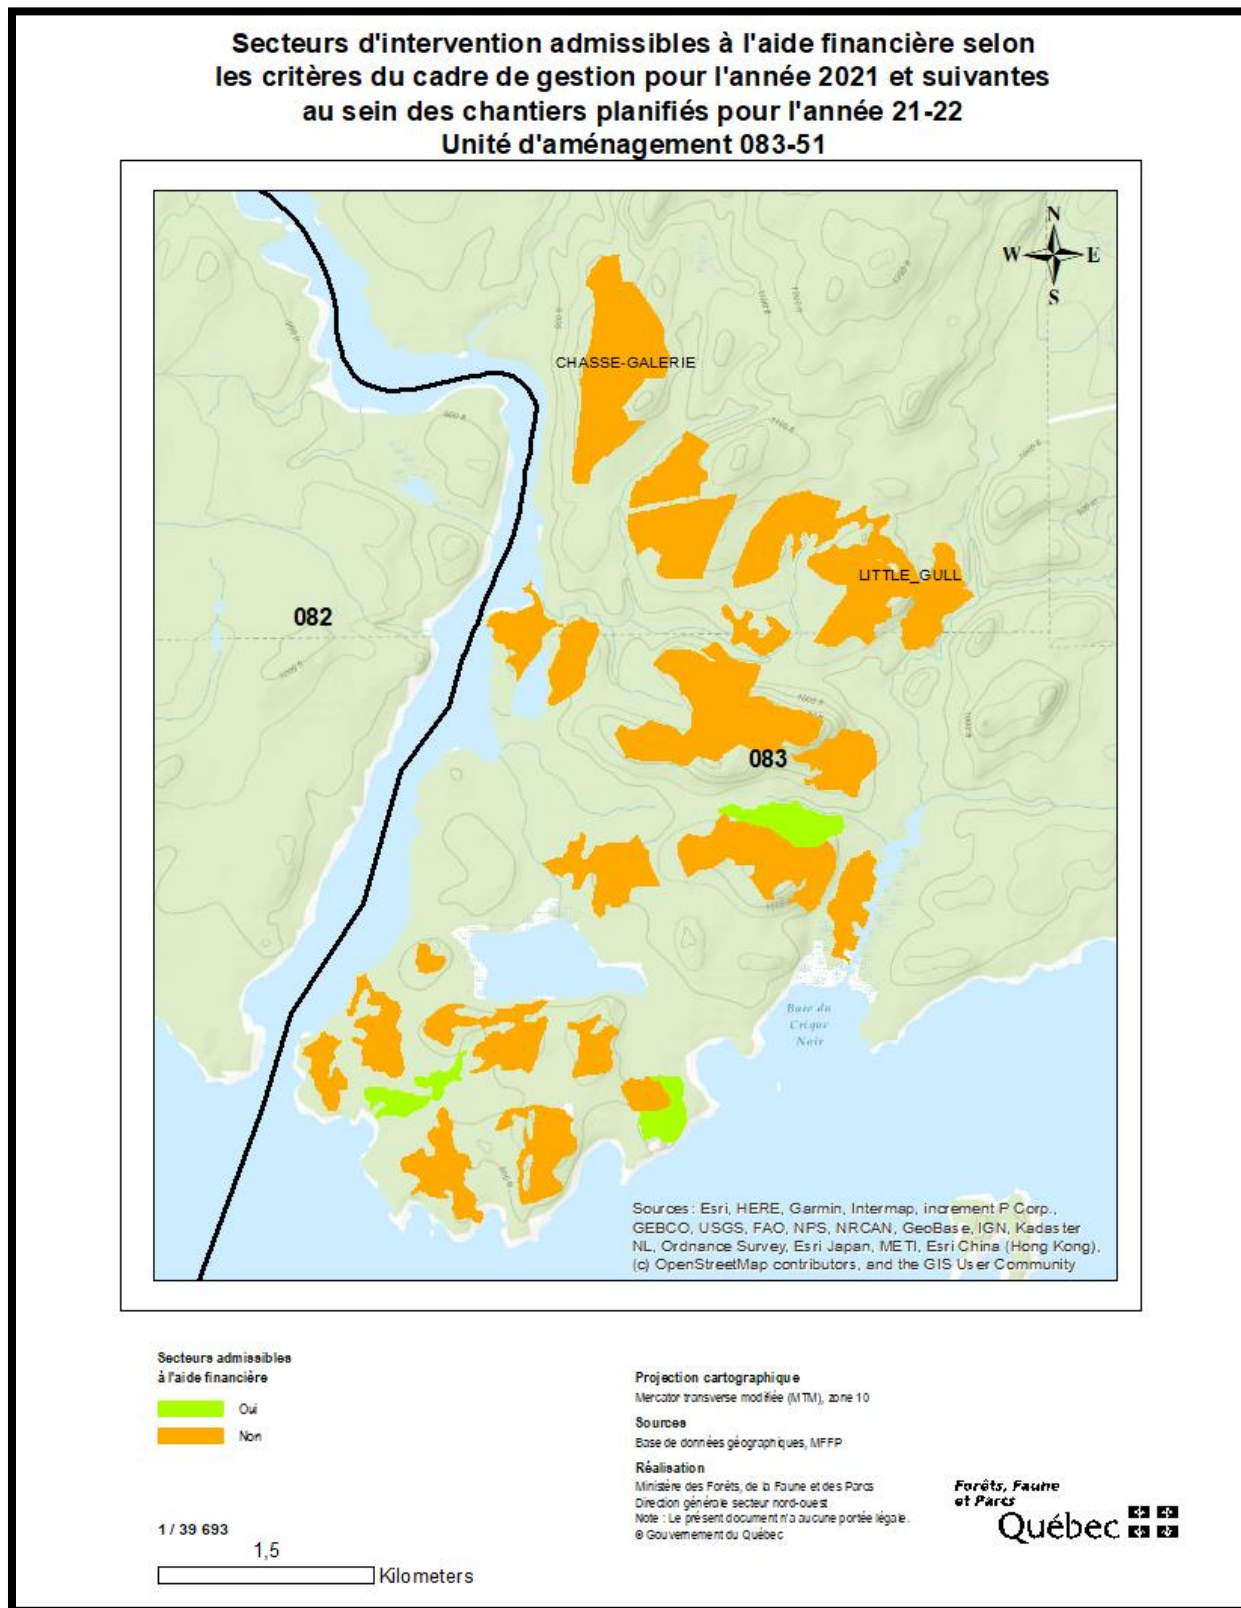 Secteurs d'intervention admissibles à l'aide financière selon
les critères du cadre de gestion pour l'année 2021 et suivantes
au sein des chantiers planifiés pour l'année 21-22
Unité d'aménagement 083-51
N
W E
S
CHASSE-GALERIE
LITTLE_GULL
082
083
Baie du
Crique
Noir
Sources: Esri, HERE, Garmin, Intermap, increment P Corp.,
GEBCO, USGS, FAO, NPS, NRCAN, GeoBase, IGN, Kadaster
NL, Ordnance Survey, Esri Japan, METI, Esri China (Hong Kong),
(c) OpenStreetMap contributors, and the GIS User Community
Secteurs admissibles
à l'aide financière
Oui
Non
1 / 39 693
1,5
Kilometers
Projection cartographique
Mercator transverse modifiée (MTM), zone 10
Sources
Base de données géographiques, MFFP
Réalisation
Ministère des Forêts, de la Faune et des Parcs
Direction générale secteur nord-ouest
Note : Le présent document n'a aucune portée légale.
© Gouvernement du Québec
Forêts, Faune
et Parcs
Québec